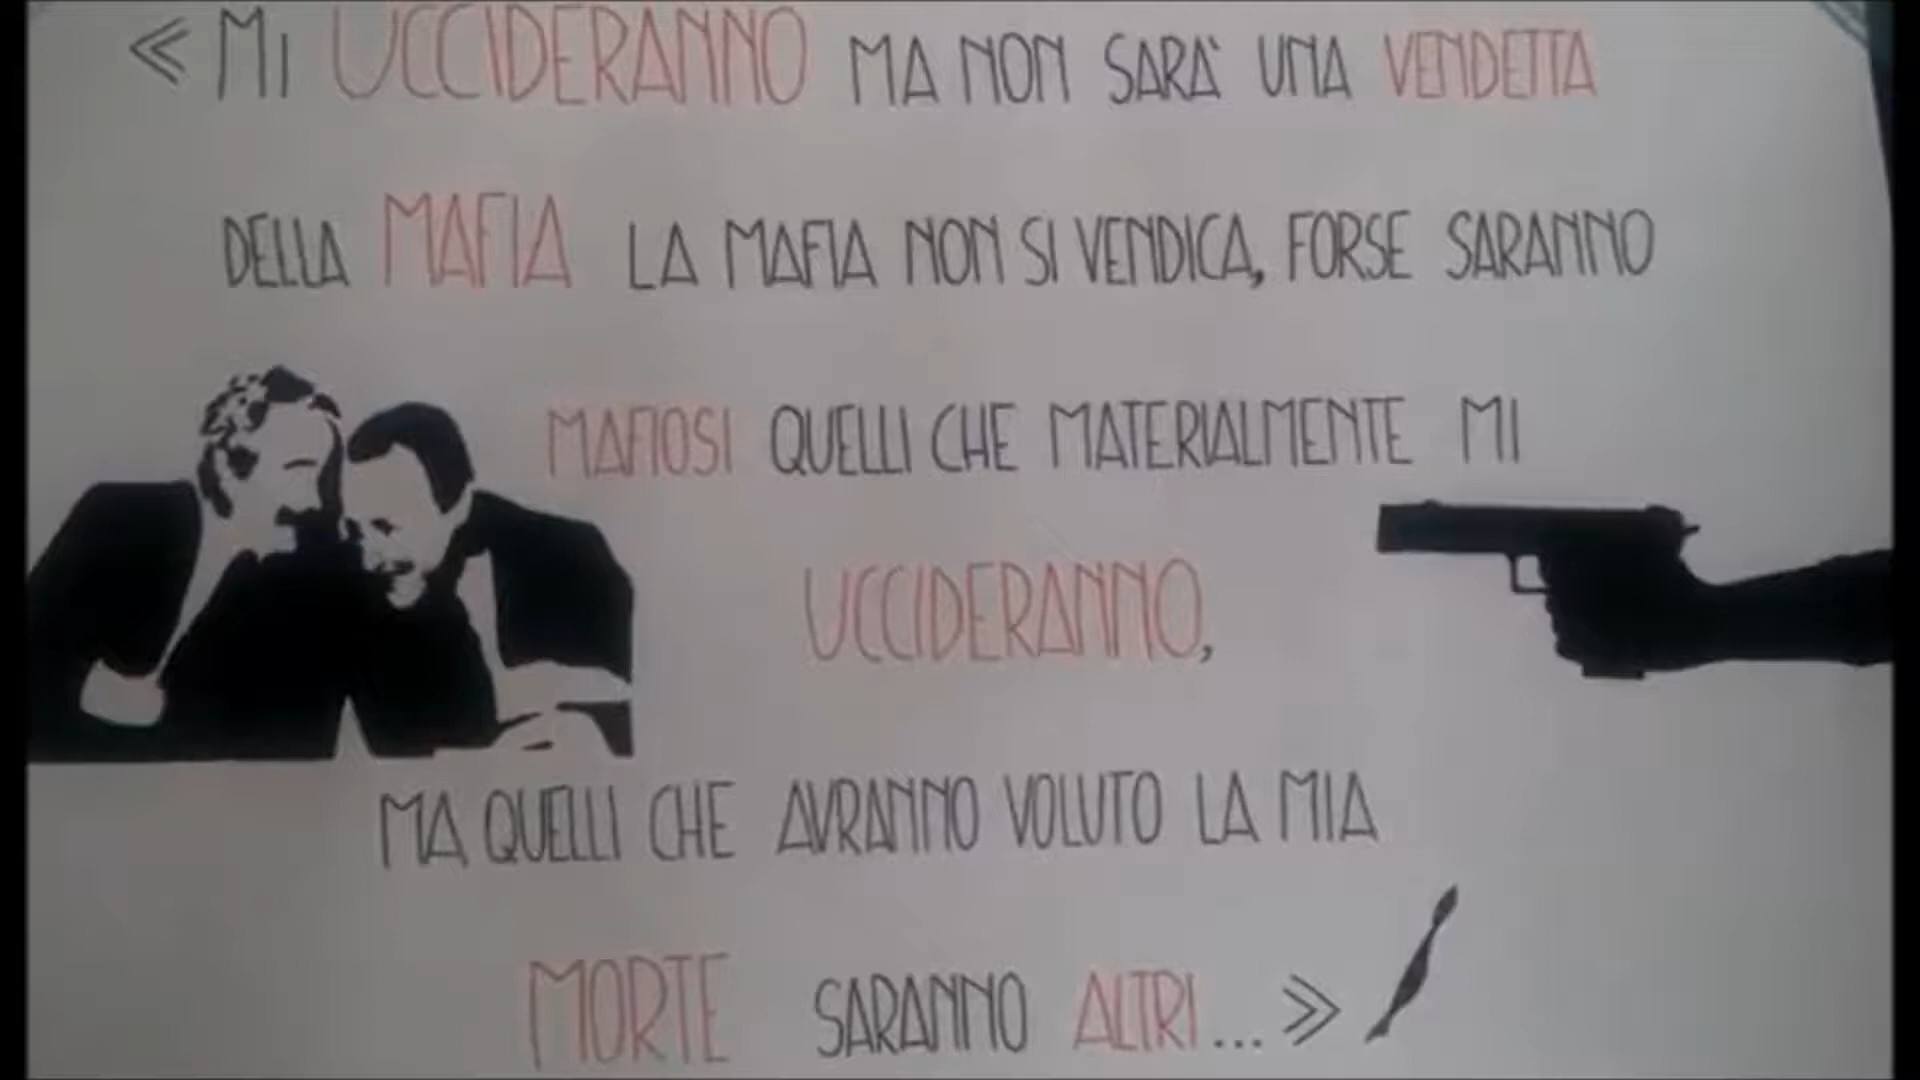 « MI UCCIDERANNO MA NON SARA' UNA VENDETTA
DELLA MAFIA LA MAFIA NON SI VENDICA, FORSE SARANNO
MAFIOSI QUELLI CHE MATERIALMENTE MI
UCCIDERANNO,
MA QUELLI CHE AVRANNO VOLUTO LA MIA
MORTE SARANNO ALTRI... »